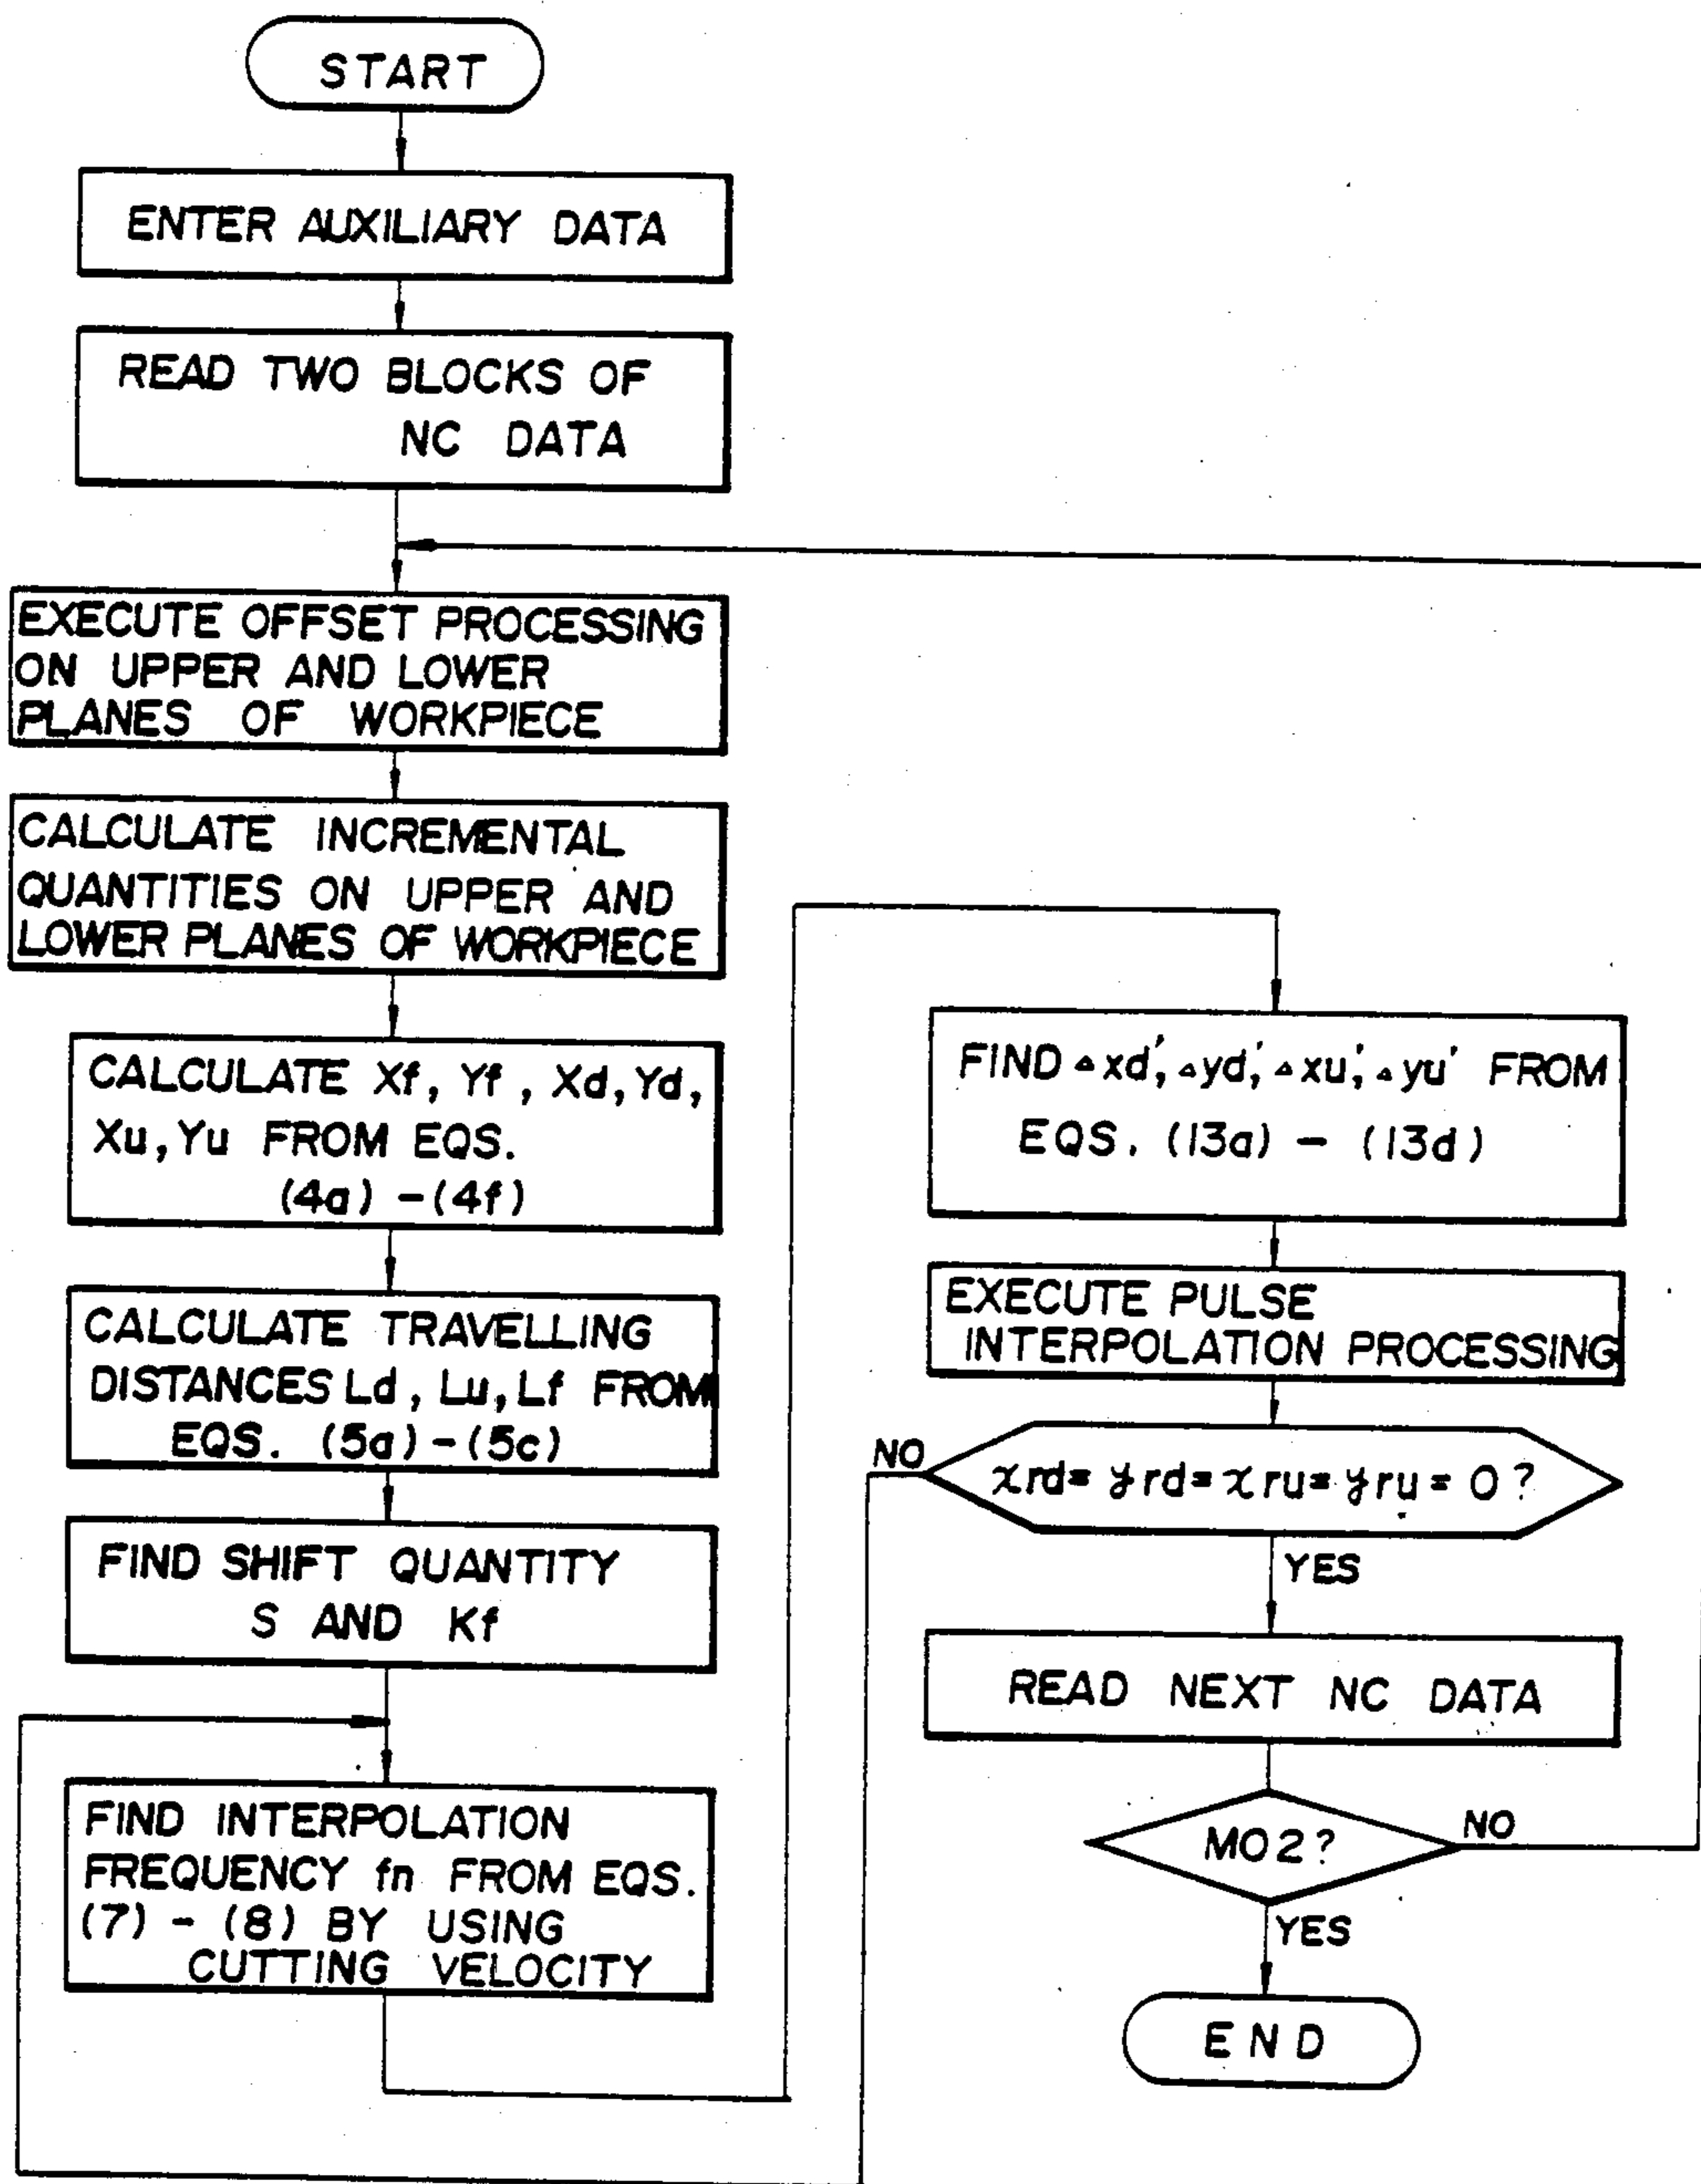 START
ENTER AUXILIARY DATA
READ TWO BLOCKS OF
NC DATA
EXECUTE OFFSET PROCESSING
ON UPPER AND LOWER
PLANES OF WORKPIECE
CALCULATE INCREMENTAL
QUANTITIES ON UPPER AND
LOWER PLANES OF WORKPIECE
CALCULATE Xf, Yf, Xd, Yd,
Xu, Yu FROM EQS.
(4a) - (4f)
CALCULATE TRAVELLING
DISTANCES Ld, Lu, Lf FROM
EQS. (5a) - (5c)
FIND SHIFT QUANTITY
S AND Kf
FIND INTERPOLATION
FREQUENCY fn FROM EQS.
(7) - (8) BY USING
CUTTING VELOCITY
FIND △xd', △yd', △xu', △yu' FROM
EQS. (13a) - (13d)
EXECUTE PULSE
INTERPOLATION PROCESSING
NO
xrd = yrd = xru = yru = 0 ?
YES
READ NEXT NC DATA
MO2?
NO
YES
END